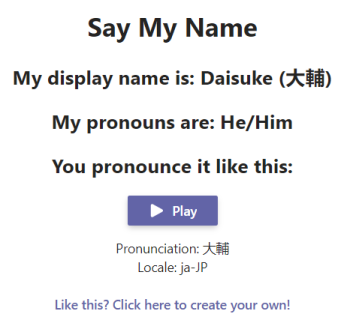 Say My Name
My display name is: Daisuke (大輔)
My pronouns are: He/Him
You pronounce it like this:
Play
Pronunciation: 大輔
Locale: ja-JP
Like this? Click here to create your own!